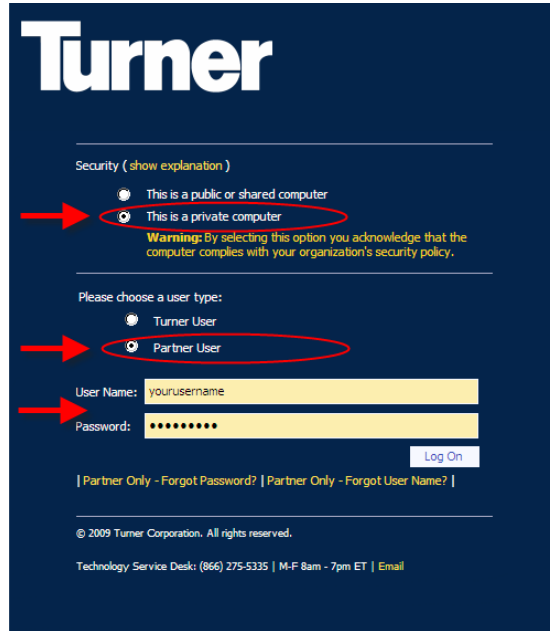 Turner
Security ( show explanation )
This is a public or shared computer
This is a private computer
Warning: By selecting this option you acknowledge that the
computer complies with your organization's security policy.
Please choose a user type:
Turner User
Partner User
User Name: yourusername
Password: •••••••••
Log On
| Partner Only - Forgot Password? | Partner Only - Forgot User Name? |
© 2009 Turner Corporation. All rights reserved.
Technology Service Desk: (866) 275-5335 | M-F 8am - 7pm ET | Email